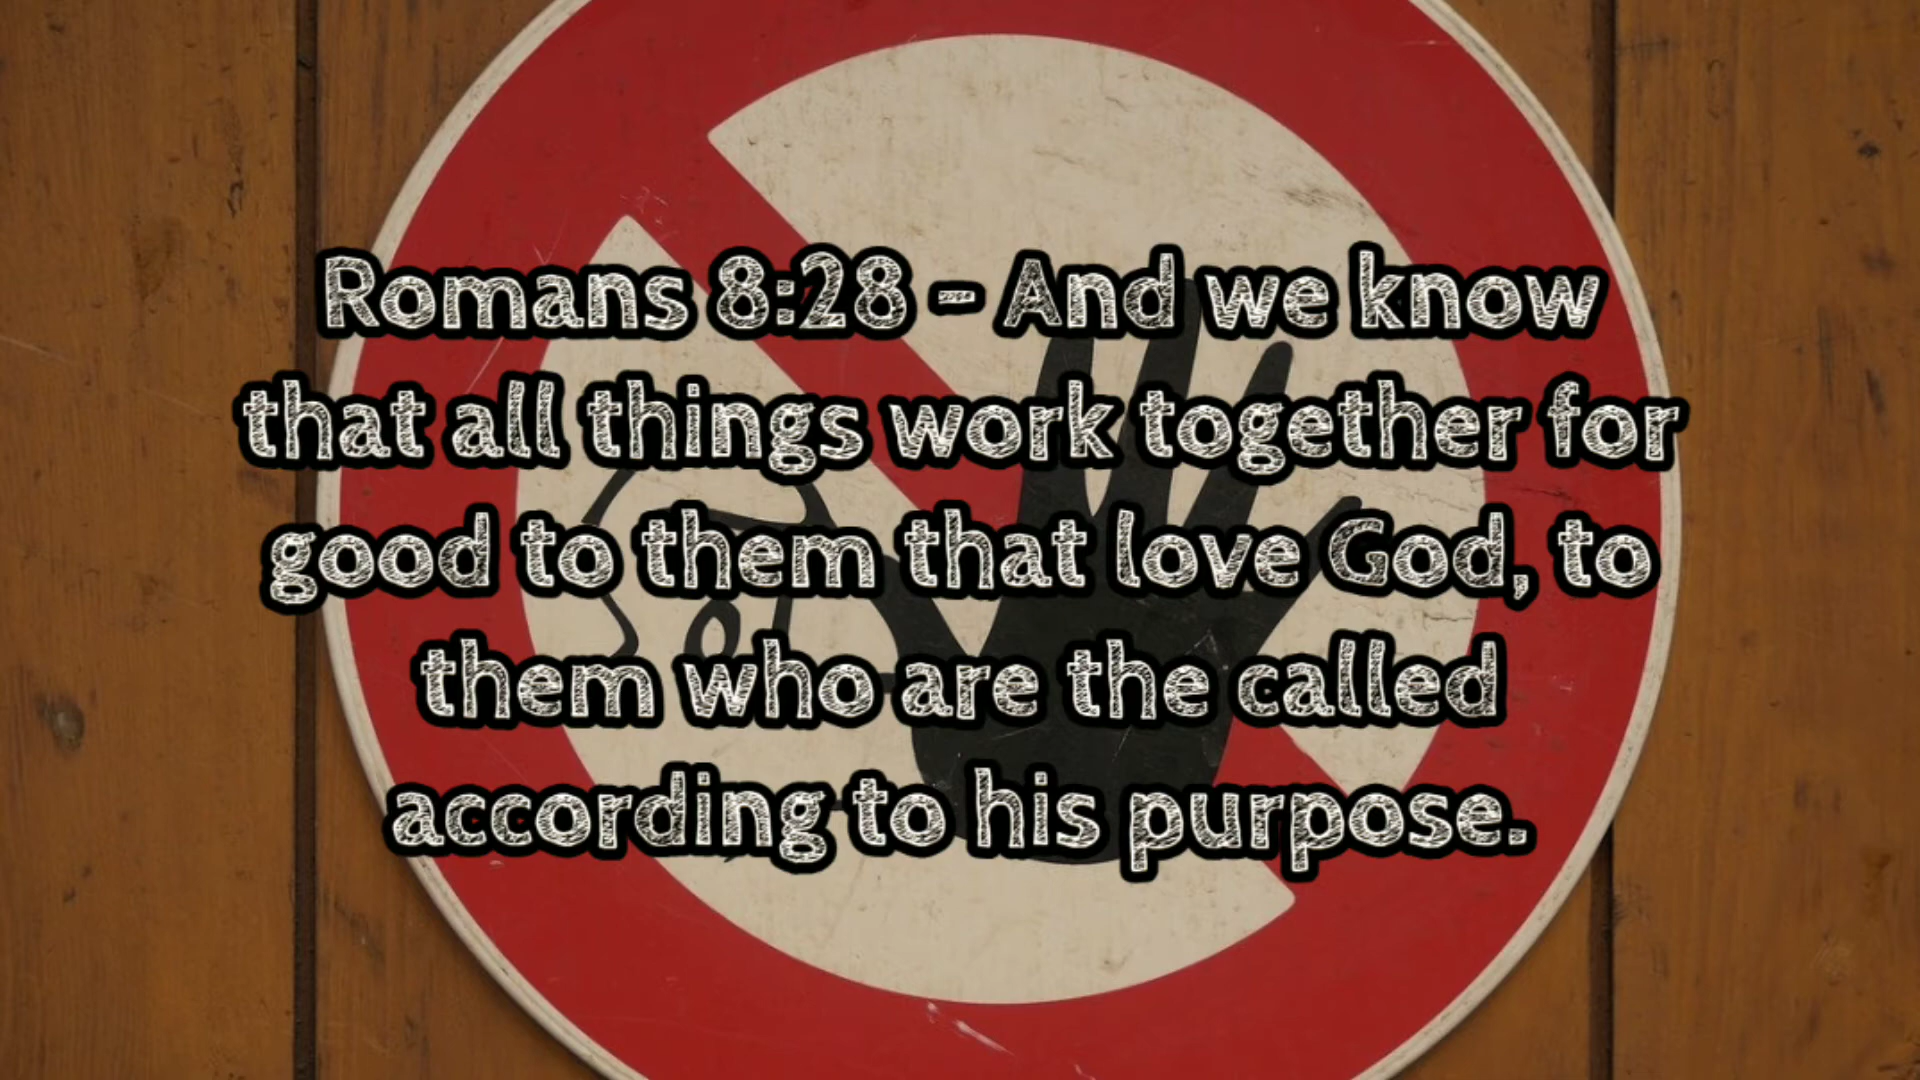 Romans 8:28 - And we know
that all things work together for
good to them that love God, to
them who are the called
according to his purpose.